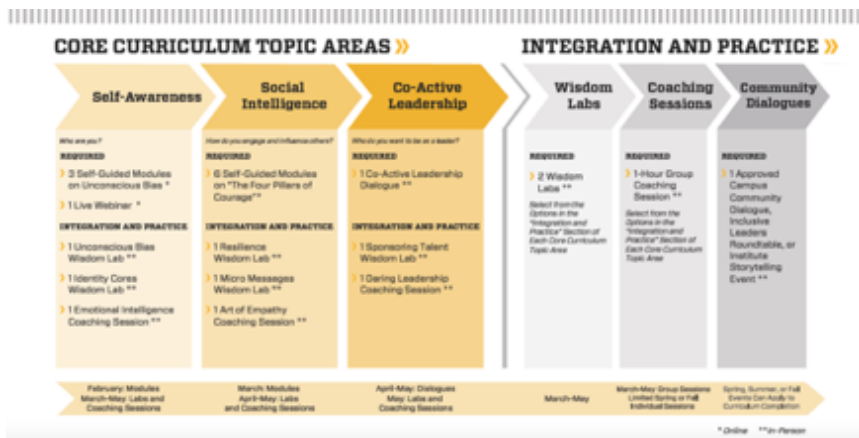 CORE CURRICULUM TOPIC AREAS »
INTEGRATION AND PRACTICE »
Self-Awareness
Social
Intelligence
Co-Active
Leadership
Wisdom
Labs
Coaching
Sessions
Community
Dialogues
Who are you?
REQUIRED
3 Self-Guided Modules
on Unconscious Bias *
1 Live Webinar *
INTEGRATION AND PRACTICE
1 Unconscious Bias
Wisdom Lab **
1 Identity Cores
Wisdom Lab **
1 Emotional Intelligence
Coaching Session **
How do you engage and influence others?
REQUIRED
6 Self-Guided Modules
on "The Four Pillars of
Courage"**
INTEGRATION AND PRACTICE
1 Resilience
Wisdom Lab **
1 Micro Messages
Wisdom Lab **
1 Art of Empathy
Coaching Session **
Who do you want to be as a leader?
REQUIRED
1 Co-Active Leadership
Dialogue **
INTEGRATION AND PRACTICE
1 Sponsoring Talent
Wisdom Lab **
1 Daring Leadership
Coaching Session **
REQUIRED
2 Wisdom
Labs **
Select from the
Options in the
"Integration and
Practice" Section of
Each Core Curriculum
Topic Area
REQUIRED
1-Hour Group
Coaching
Session **
Select from the
Options in the
"Integration and
Practice" Section of
Each Core Curriculum
Topic Area
REQUIRED
1 Approved
Campus
Community
Dialogue,
Inclusive
Leaders
Roundtable, or
Institute
Storytelling
Event **
February: Modules
March-May: Labs and
Coaching Sessions
March: Modules
April-May: Labs
and Coaching Sessions
April-May: Dialogues
May: Labs and
Coaching Sessions
March-May
March-May Group Sessions
Limited Spring or Fall
Individual Sessions
Spring, Summer, or Fall
Events Can Apply to
Curriculum Completion
* Online **In-Person